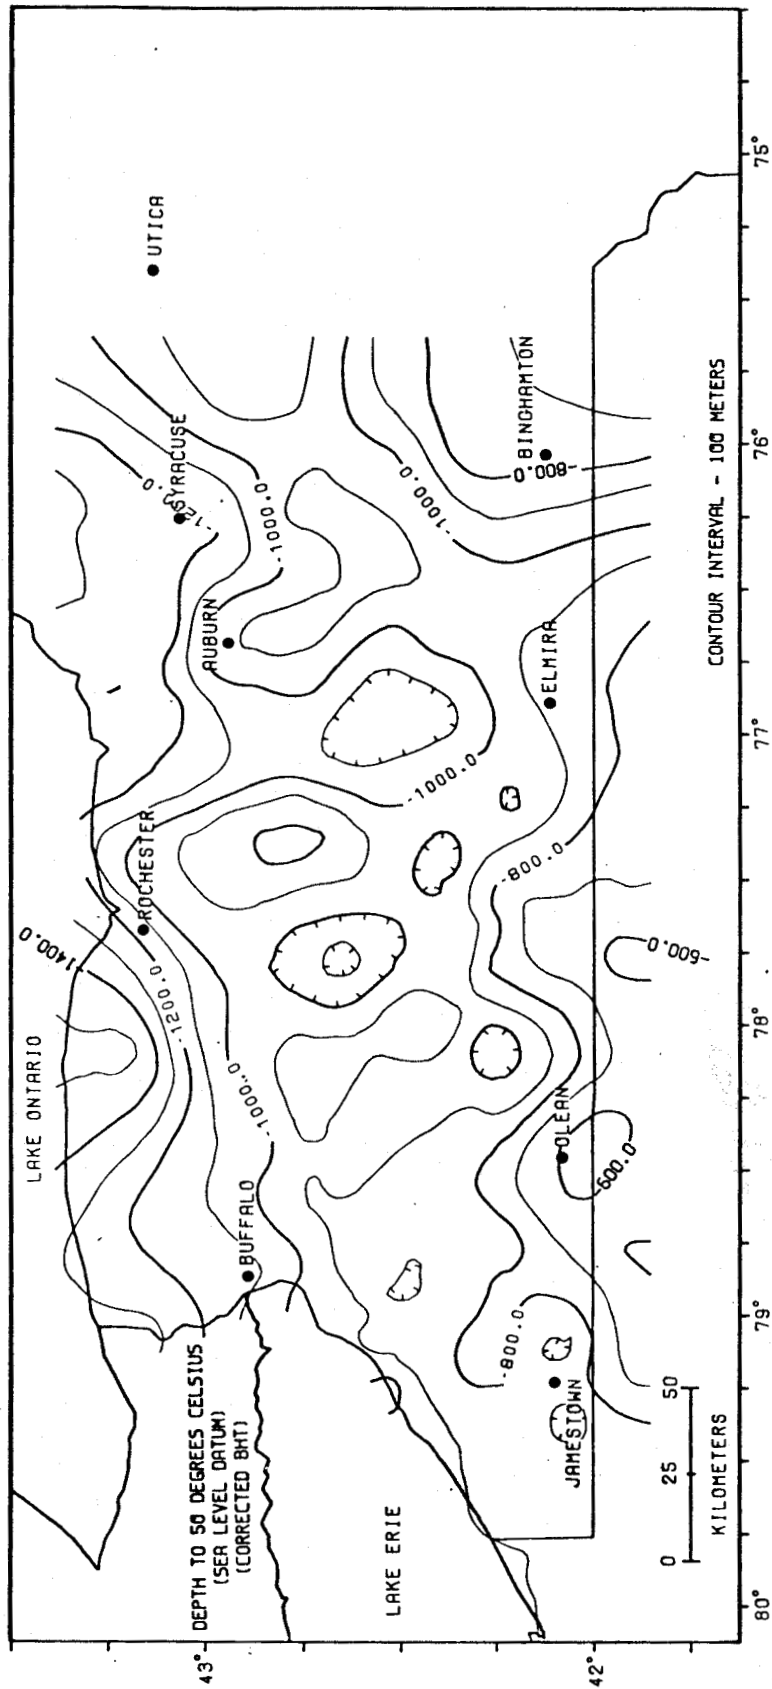 LAKE ONTARIO
UTICA
SYRACUSE
AUBURN
ROCHESTER
BUFFALO
BINGHAMTON
ELMIRA
OLEAN
JAMESTOWN
LAKE ERIE
-1400.0
-1200.0
-1000.0
-1000.0
-1000.0
-1000.0
-800.0
-800.0
-800.0
-600.0
-600.0
DEPTH TO 50 DEGREES CELSIUS
(SEA LEVEL DATUM)
(CORRECTED BHT)
CONTOUR INTERVAL - 100 METERS
0 25 50
KILOMETERS
43°
42°
80°
79°
78°
77°
76°
75°